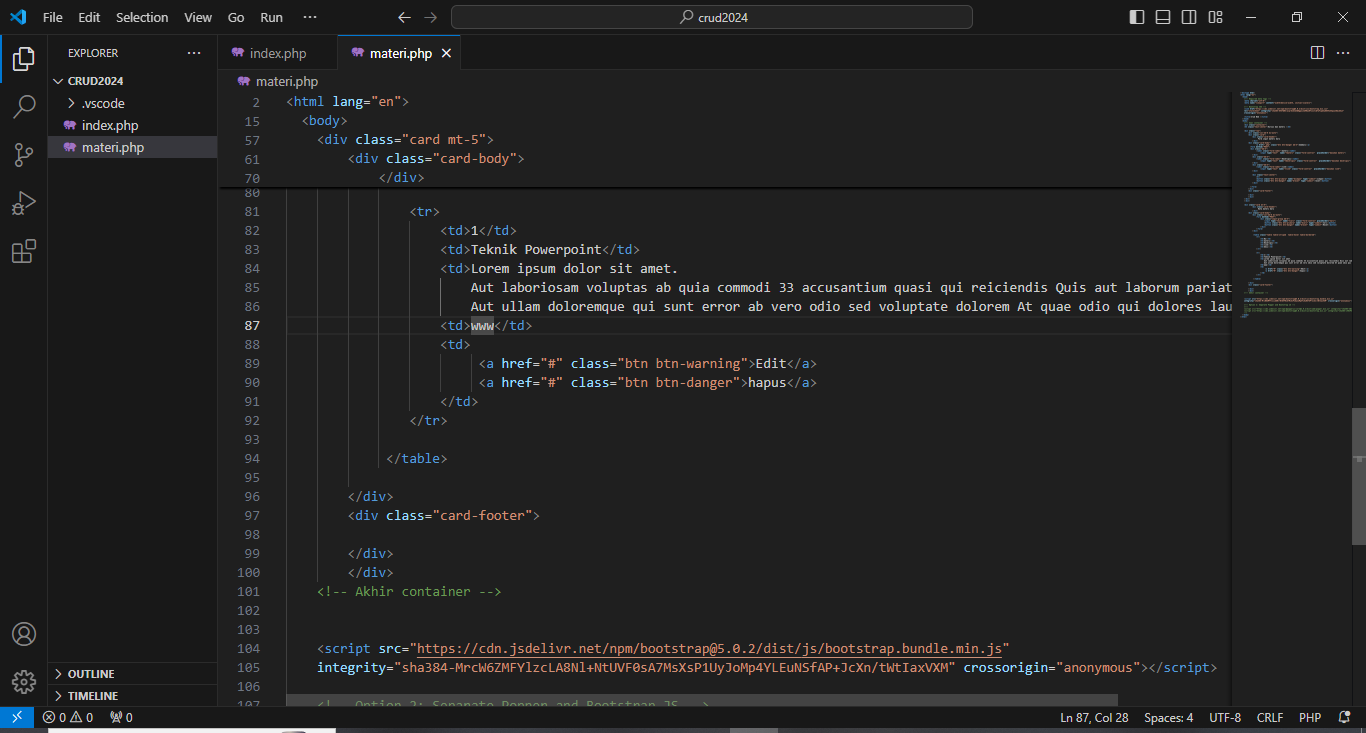 File Edit Selection View Go Run ··· crud2024
EXPLORER ···
CRUD2024
.vscode
index.php
materi.php
OUTLINE
TIMELINE
index.php materi.php
materi.php
2 <html lang="en">
15 <body>
57 <div class="card mt-5">
61 <div class="card-body">
70 </div>
80
81 <tr>
82 <td>1</td>
83 <td>Teknik Powerpoint</td>
84 <td>Lorem ipsum dolor sit amet.
85 Aut laboriosam voluptas ab quia commodi 33 accusantium quasi qui reiciendis Quis aut laborum pariat
86 Aut ullam doloremque qui sunt error ab vero odio sed voluptate dolorem At quae odio qui dolores lau
87 <td>www</td>
88 <td>
89 <a href="#" class="btn btn-warning">Edit</a>
90 <a href="#" class="btn btn-danger">hapus</a>
91 </td>
92 </tr>
93
94 </table>
95
96 </div>
97 <div class="card-footer">
98
99 </div>
100 </div>
101 <!-- Akhir container -->
102
103
104 <script src="https://cdn.jsdelivr.net/npm/bootstrap@5.0.2/dist/js/bootstrap.bundle.min.js"
105 integrity="sha384-MrcW6ZMFYlzcLA8Nl+NtUVF0sA7MsXsP1UyJoMp4YLEuNSfAP+JcXn/tWtIaxVXM" crossorigin="anonymous"></script>
106
107 <!-- Option 2: Separate Popper and Bootstrap JS -->
0 0 0 Ln 87, Col 28 Spaces: 4 UTF-8 CRLF PHP